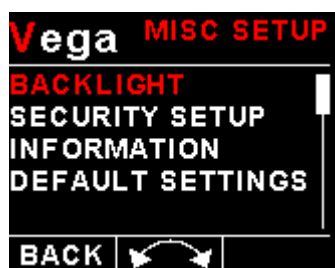 Vega MISC SETUP
BACKLIGHT
SECURITY SETUP
INFORMATION
DEFAULT SETTINGS
BACK